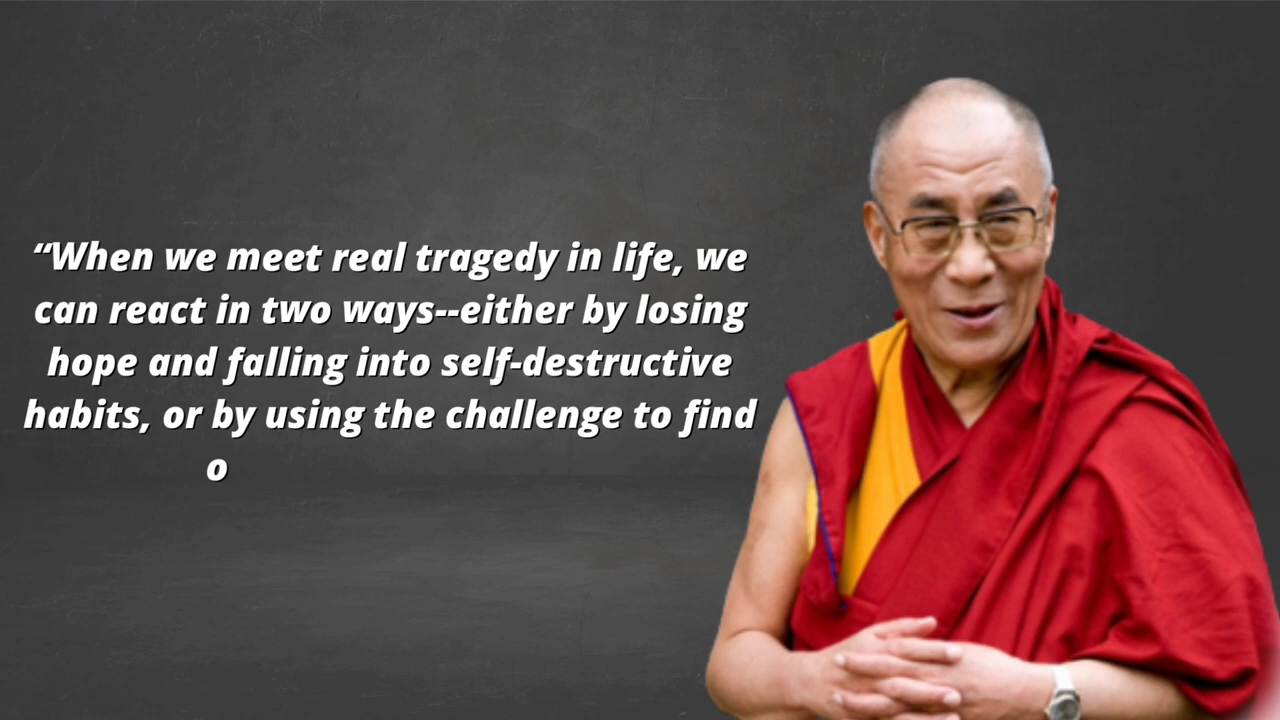 “When we meet real tragedy in life, we
can react in two ways--either by losing
hope and falling into self-destructive
habits, or by using the challenge to find
o